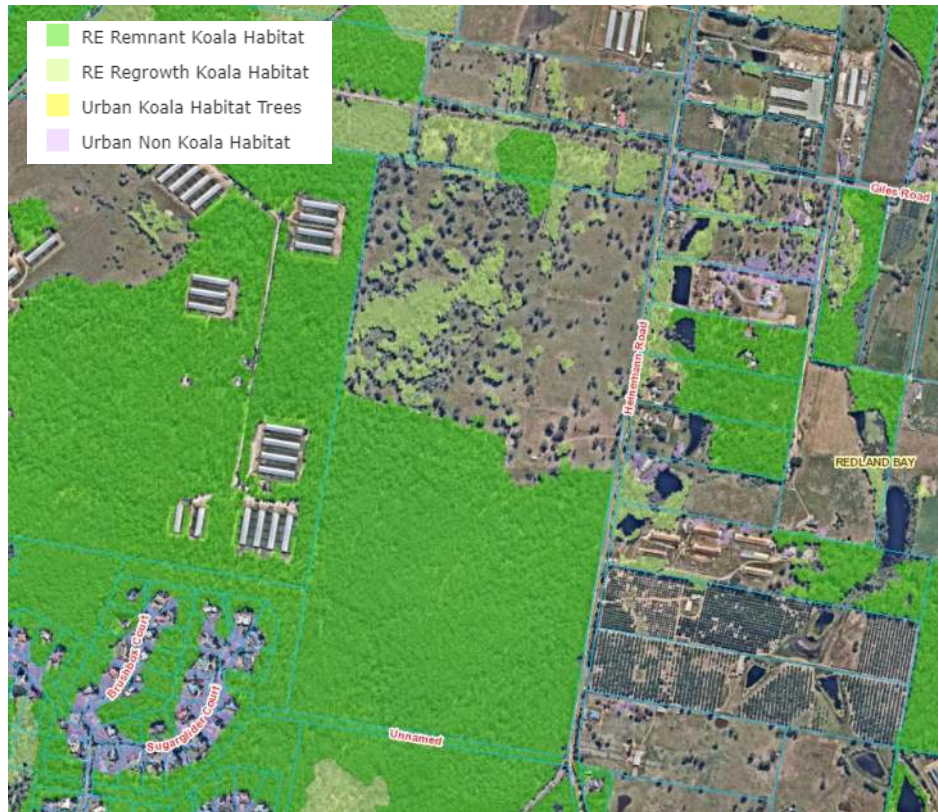 RE Remnant Koala Habitat
RE Regrowth Koala Habitat
Urban Koala Habitat Trees
Urban Non Koala Habitat
Giles Road
Heinemann Road
REDLAND BAY
Brushbox Court
Sugarglider Court
Unnamed